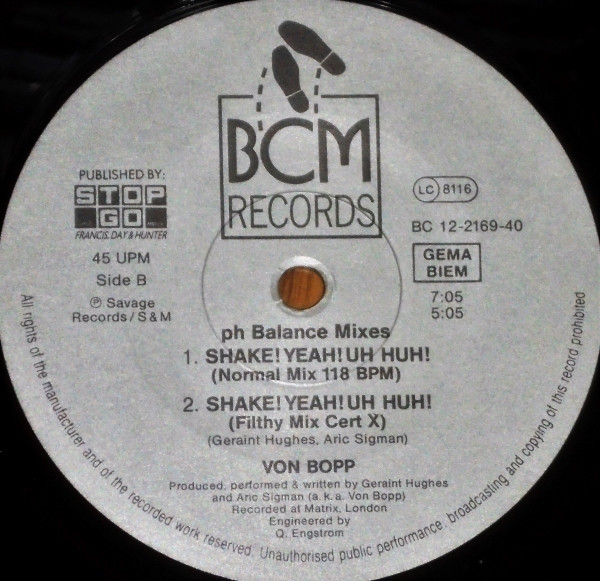 BCM
RECORDS
PUBLISHED BY:
STOP
GO
FRANCIS, DAY & HUNTER
45 UPM
Side B
℗ Savage
Records/S & M
LC 8116
BC 12-2169-40
GEMA
BIEM
7:05
5:05
ph Balance Mixes
1. SHAKE! YEAH! UH HUH!
(Normal Mix 118 BPM)
2. SHAKE! YEAH! UH HUH!
(Filthy Mix Cert X)
(Geraint Hughes, Aric Sigman)
VON BOPP
Produced, performed & written by Geraint Hughes
and Aric Sigman (a. k. a. Von Bopp)
Recorded at Matrix, London
Engineered by
Q. Engstrom
All rights of the manufacturer and of the recorded work reserved. Unauthorised public performance, broadcasting and copying of this record prohibited